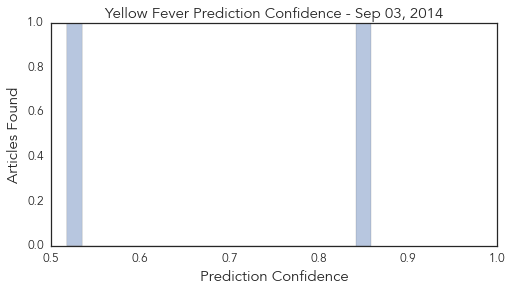 Yellow Fever Prediction Confidence - Sep 03, 2014
1.0
0.8
0.6
0.4
0.2
0.0
Articles Found
0.5 0.6 0.7 0.8 0.9 1.0
Prediction Confidence